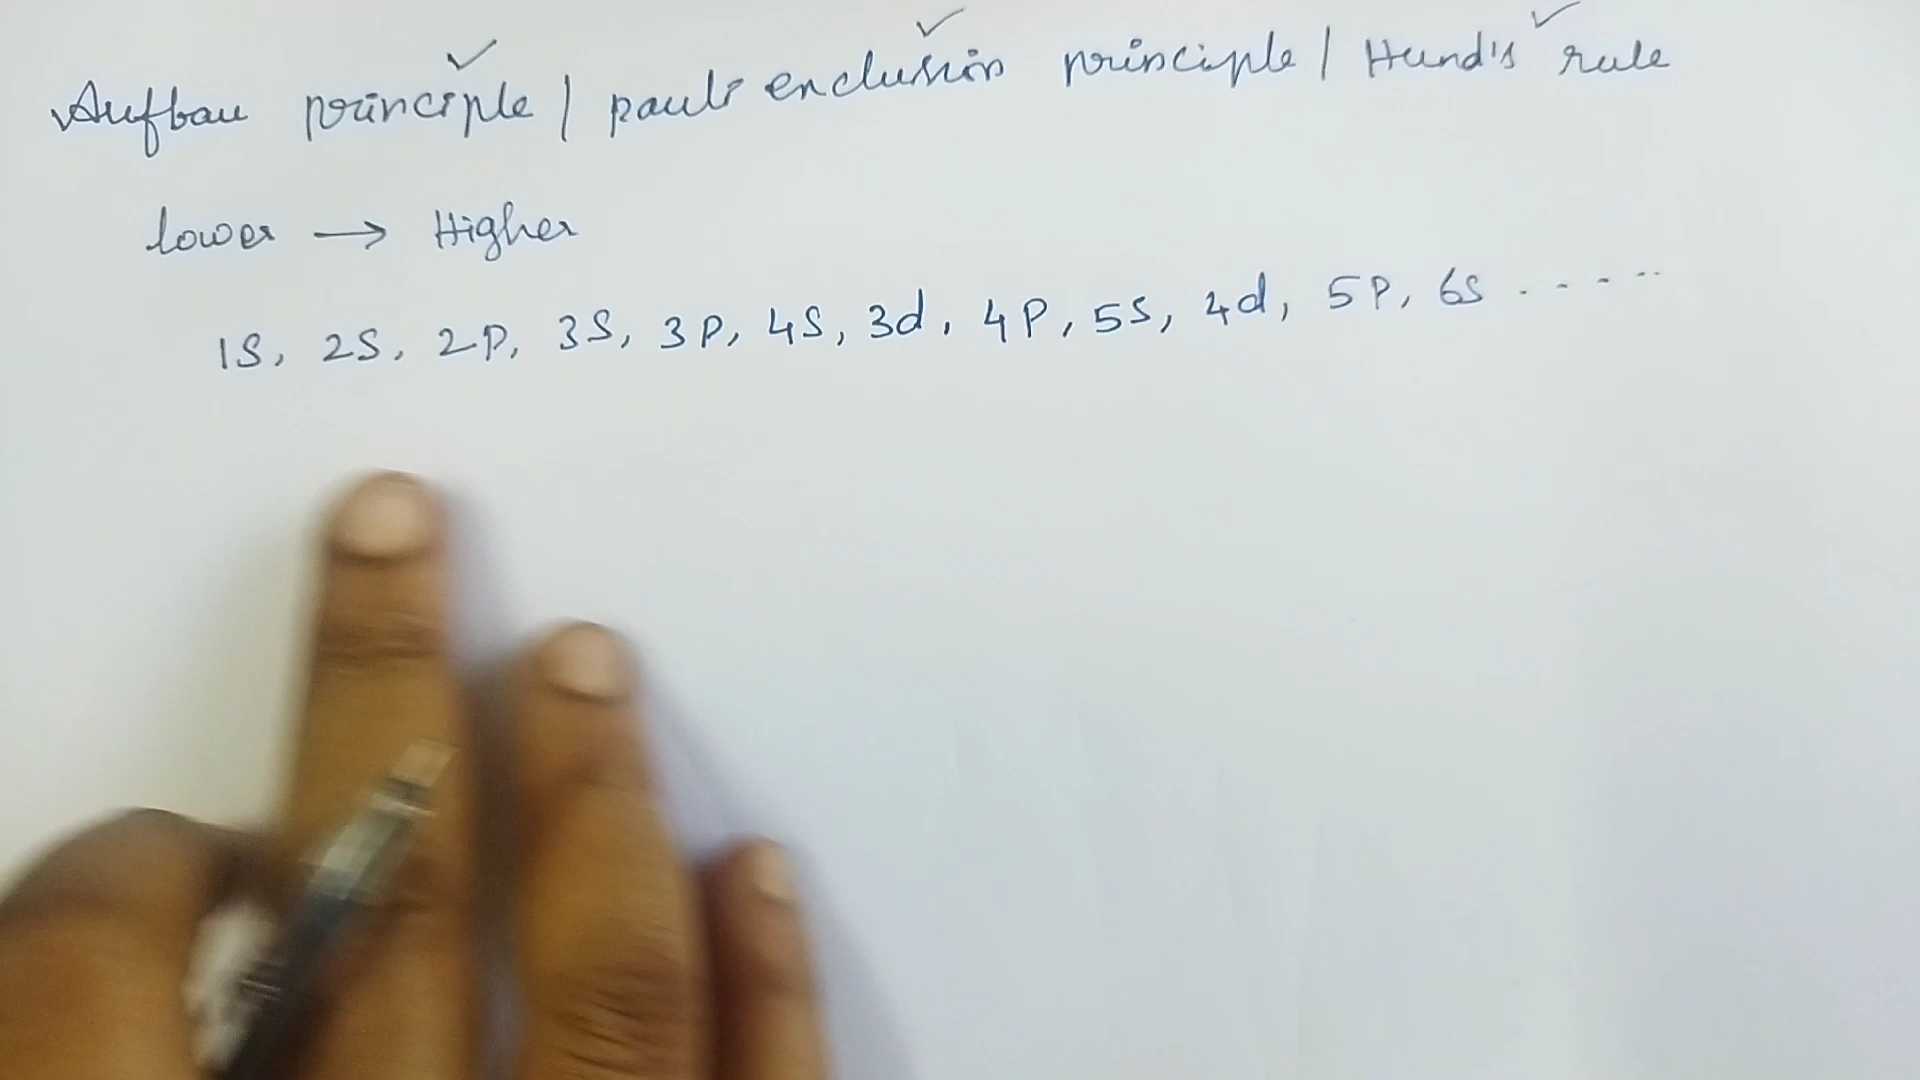 Aufbau principle | pauli exclusion principle | Hund's rule
lower → Higher
1S, 2S, 2P, 3S, 3P, 4S, 3d, 4P, 5S, 4d, 5P, 6S .....